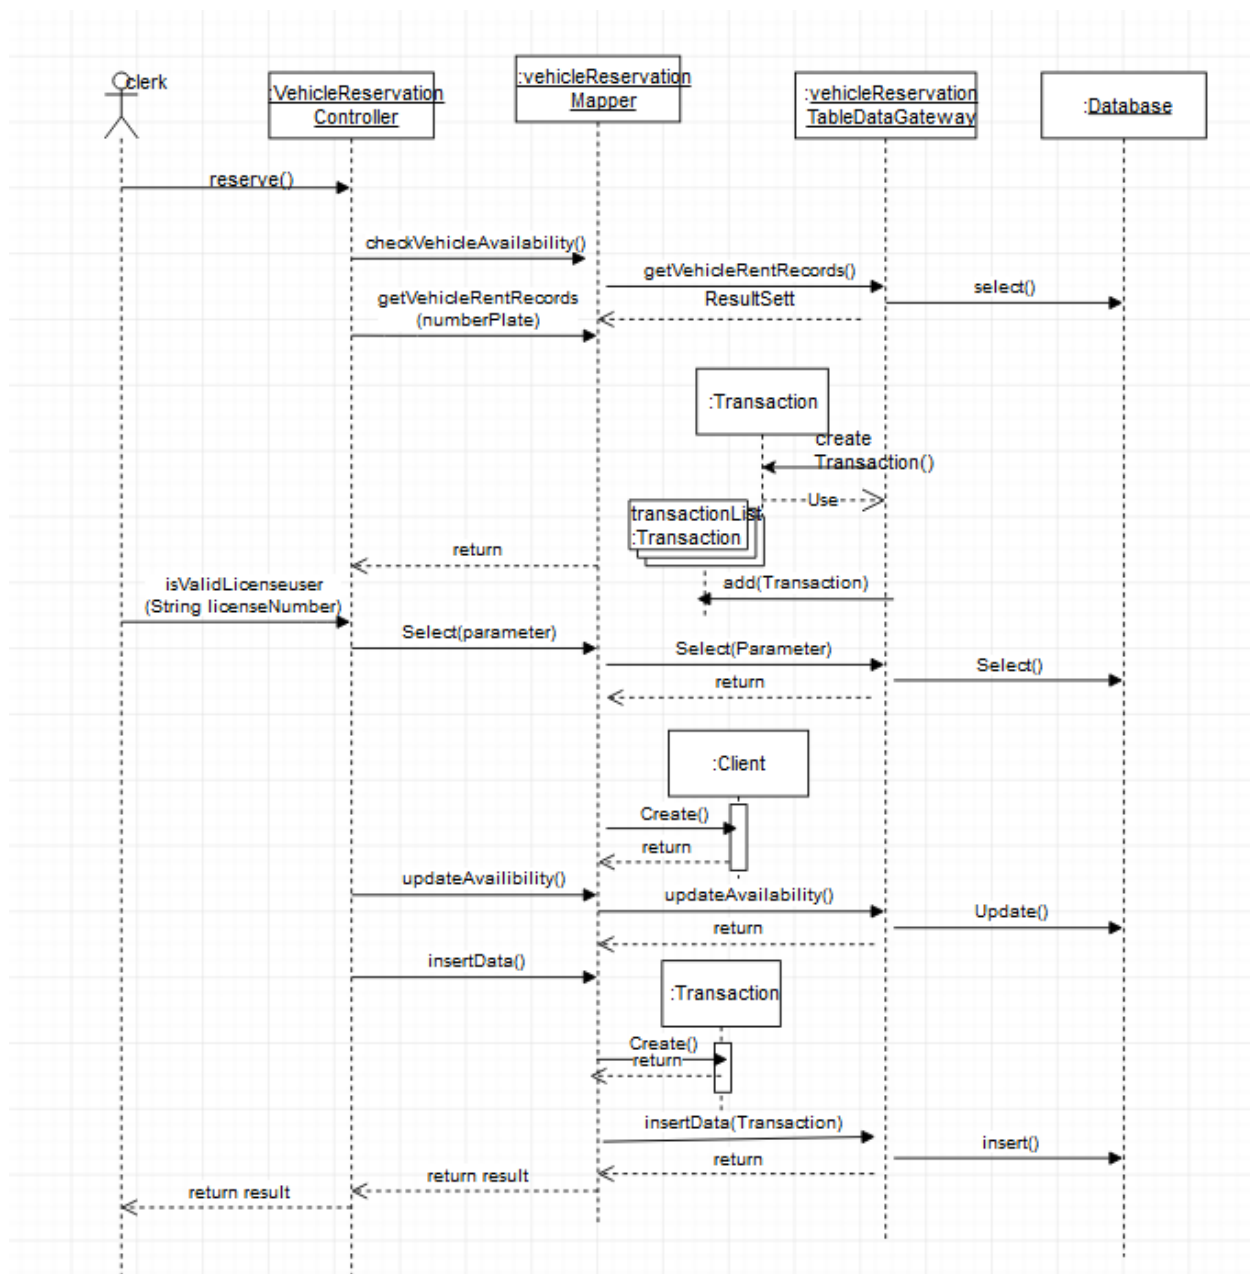 clerk
:VehicleReservation
Controller
:vehicleReservation
Mapper
:vehicleReservation
TableDataGateway
:Database
reserve()
checkVehicleAvailability()
getVehicleRentRecords()
select()
ResultSett
getVehicleRentRecords
(numberPlate)
:Transaction
create
Transaction()
Use
transactionList
:Transaction
return
add(Transaction)
isValidLicenseuser
(String licenseNumber)
Select(parameter)
Select(Parameter)
Select()
return
:Client
Create()
return
updateAvailibility()
updateAvailability()
Update()
return
insertData()
:Transaction
Create()
return
insertData(Transaction)
insert()
return
return result
return result